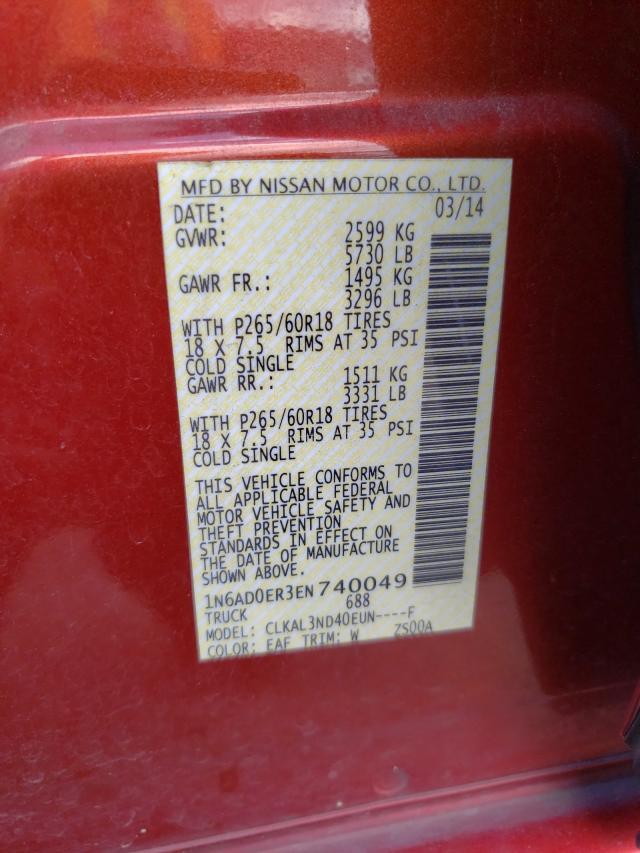 MFD BY NISSAN MOTOR CO., LTD.
DATE: 03/14
GVWR: 2599 KG
5730 LB
GAWR FR.: 1495 KG
3296 LB
WITH P265/60R18 TIRES
18 X 7.5 RIMS AT 35 PSI
COLD SINGLE
GAWR RR.: 1511 KG
3331 LB
WITH P265/60R18 TIRES
18 X 7.5 RIMS AT 35 PSI
COLD SINGLE
THIS VEHICLE CONFORMS TO
ALL APPLICABLE FEDERAL
MOTOR VEHICLE SAFETY AND
THEFT PREVENTION
STANDARDS IN EFFECT ON
THE DATE OF MANUFACTURE
SHOWN ABOVE.
1N6AD0ER3EN740049
TRUCK 688
MODEL: CLKAL3ND40EUN----F
COLOR: EAF TRIM: W ZS00A